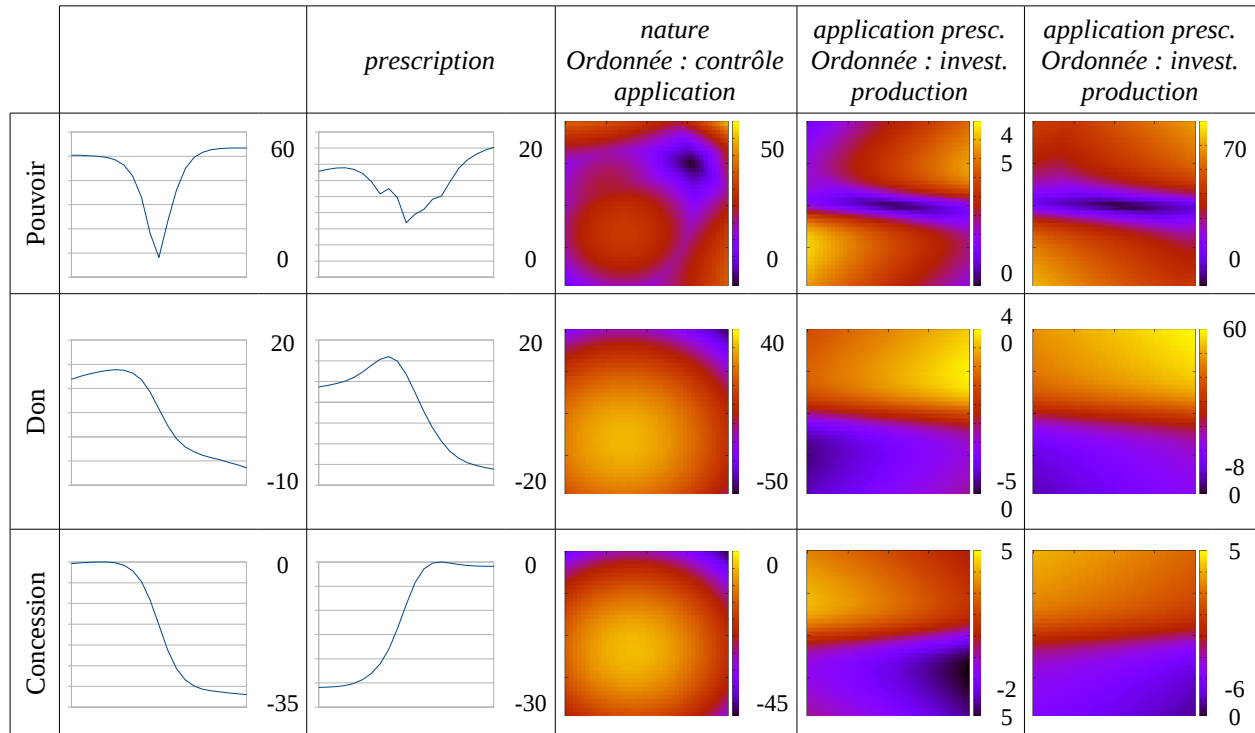 prescription
nature
Ordonnée : contrôle
application
application presc.
Ordonnée : invest.
production
application presc.
Ordonnée : invest.
production
Pouvoir
60
0
20
0
50
0
4
5
0
70
0
Don
20
-10
20
-20
40
-50
4
0
-5
0
60
-8
0
Concession
0
-35
0
-30
0
-45
5
-2
5
5
-6
0